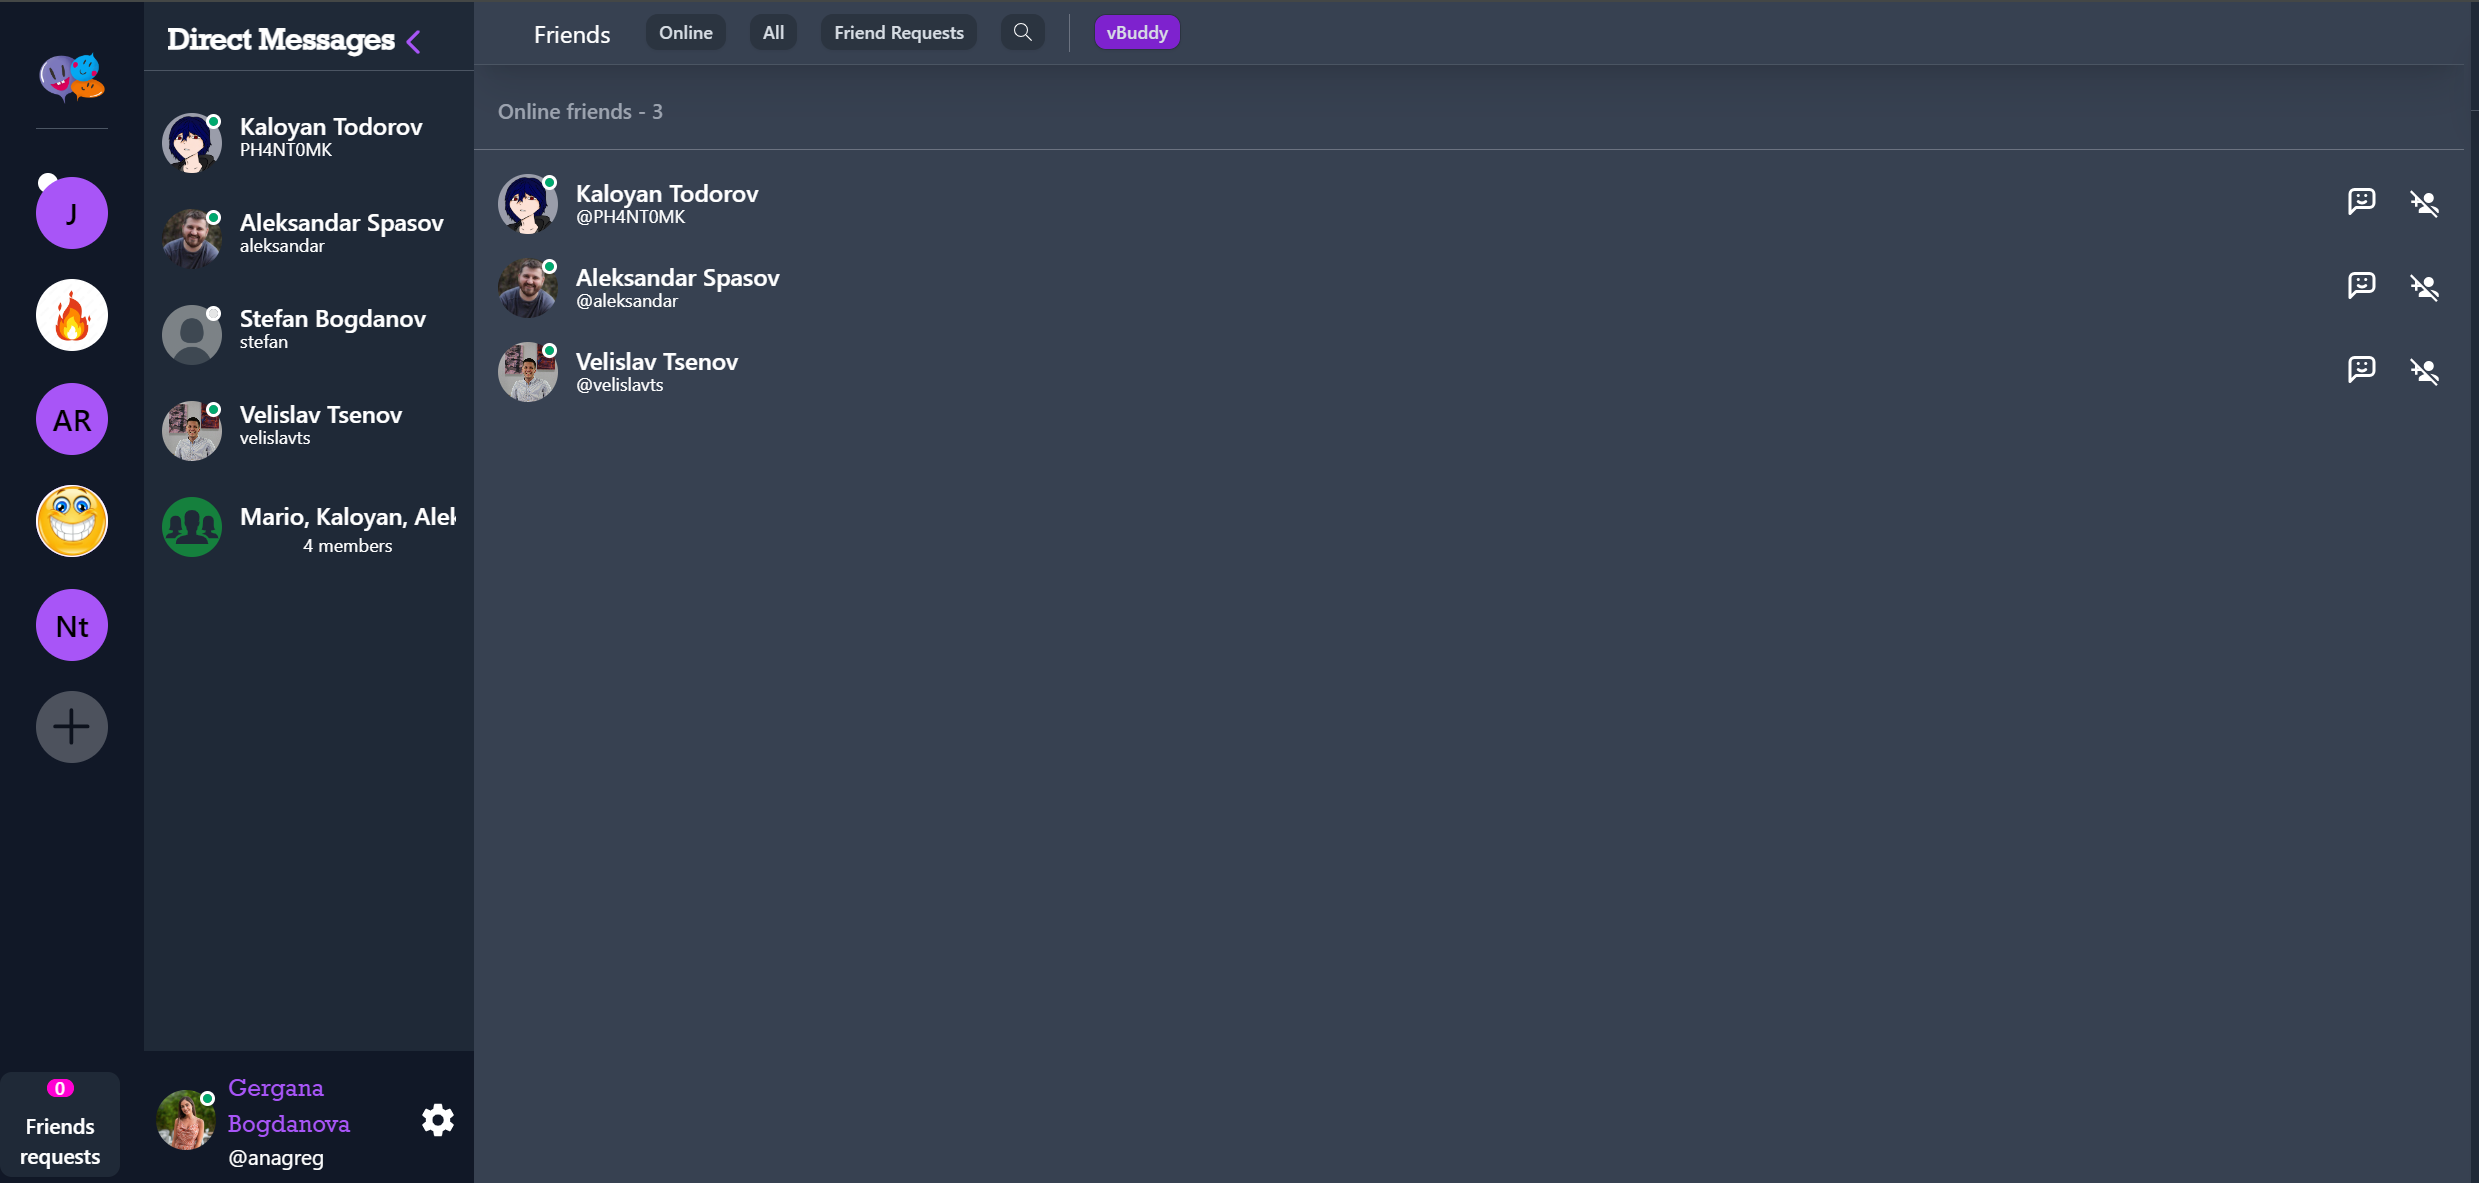 Direct Messages
Friends
Online
All
Friend Requests
vBuddy
J
AR
Nt
0
Friends
requests
Kaloyan Todorov
PH4NT0MK
Aleksandar Spasov
aleksandar
Stefan Bogdanov
stefan
Velislav Tsenov
velislavts
Mario, Kaloyan, Alek
4 members
Gergana
Bogdanova
@anagreg
Online friends - 3
Kaloyan Todorov
@PH4NT0MK
Aleksandar Spasov
@aleksandar
Velislav Tsenov
@velislavts